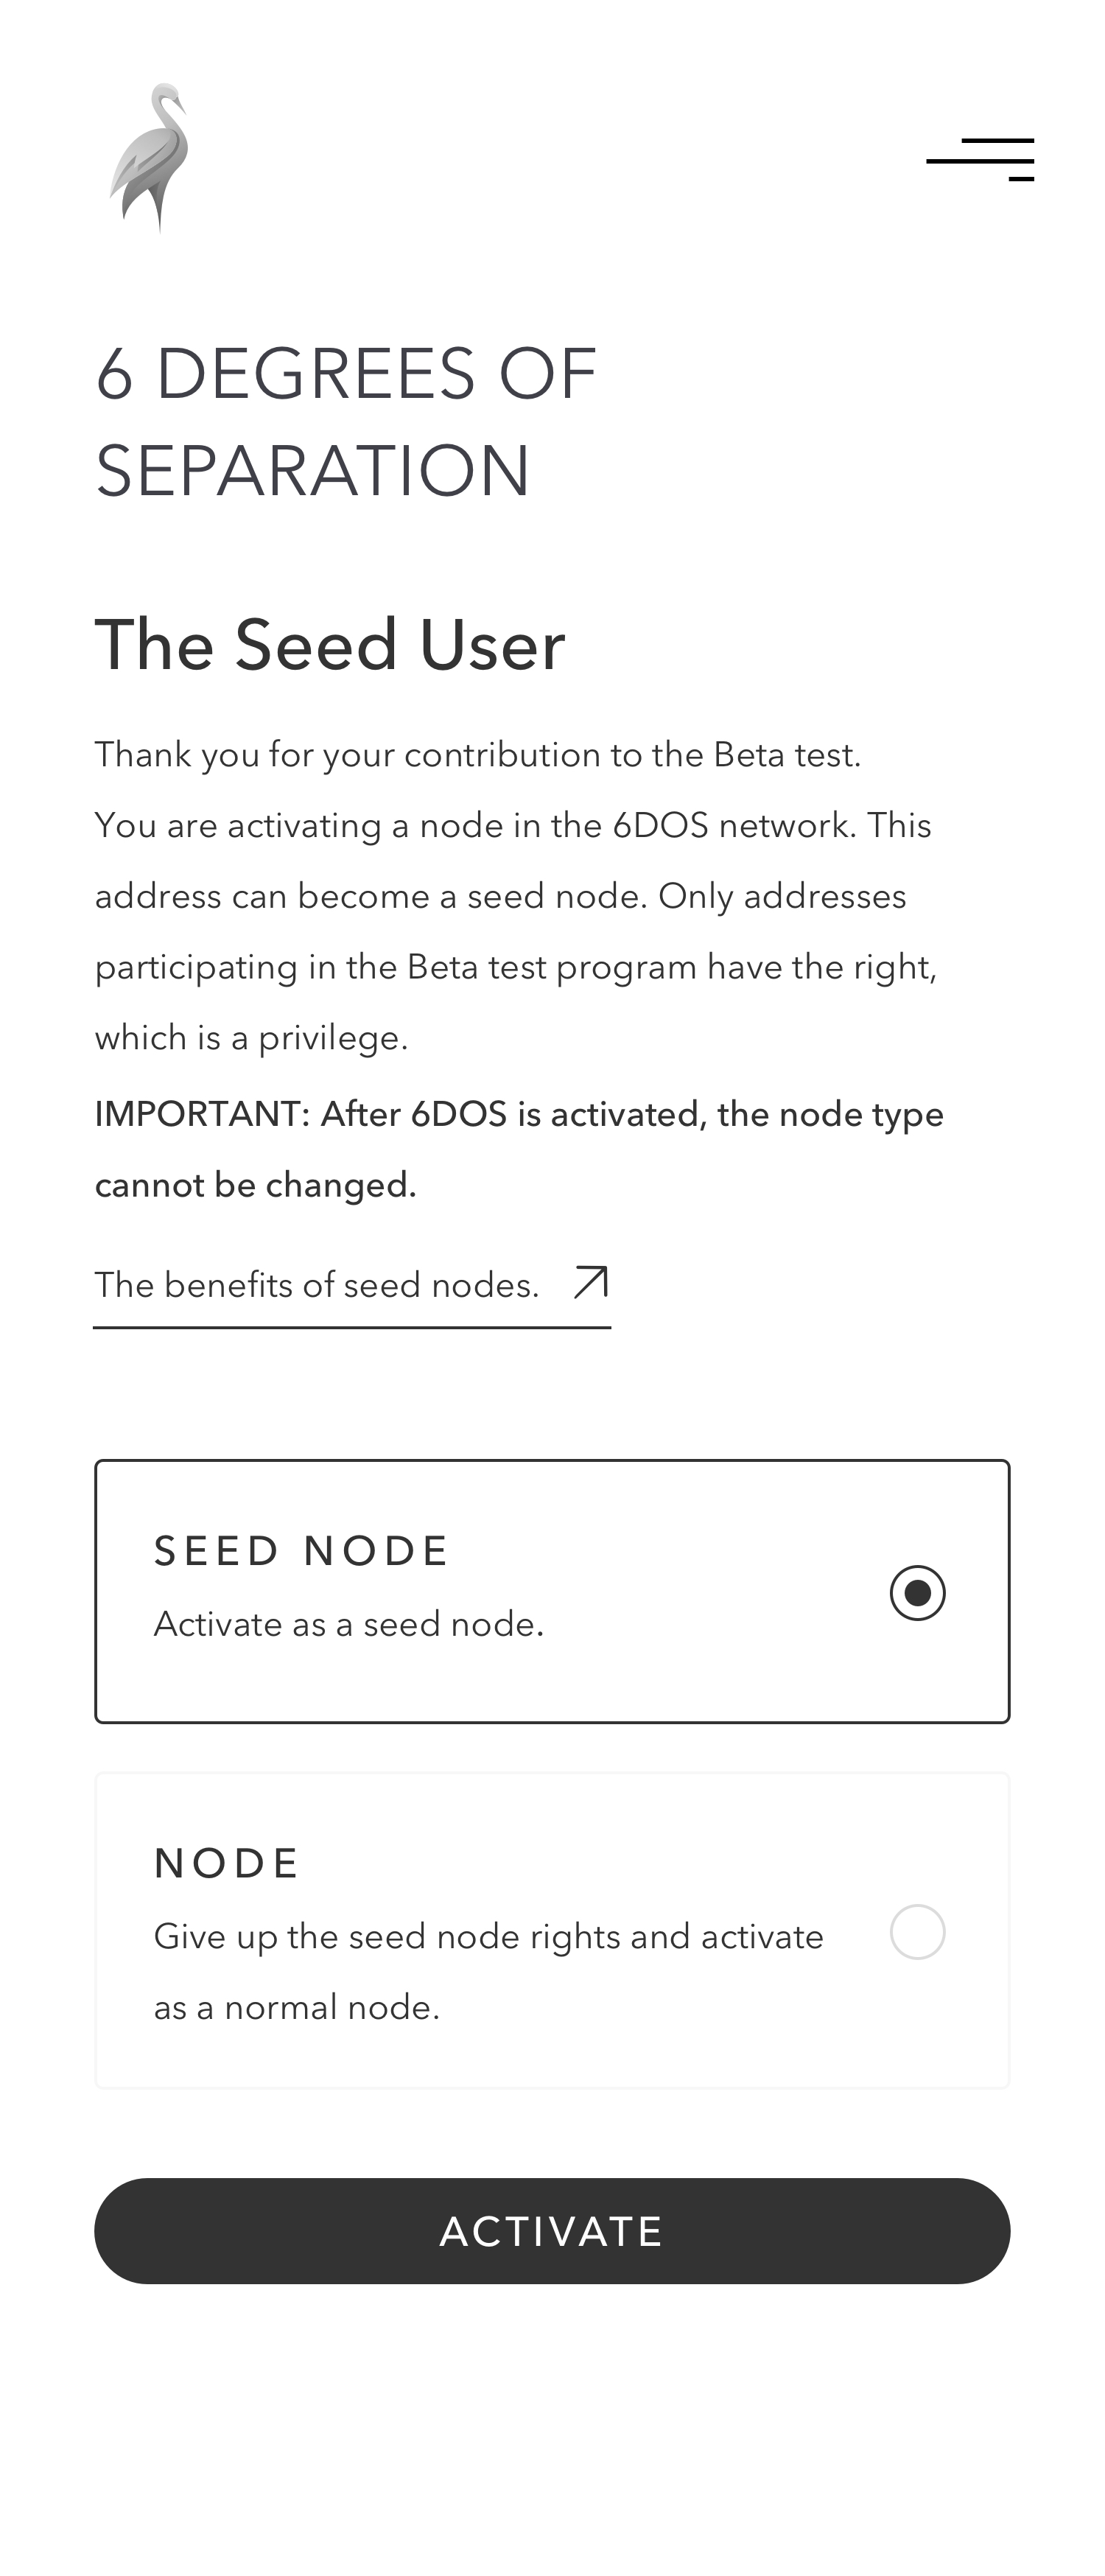 6 DEGREES OF
SEPARATION
The Seed User
Thank you for your contribution to the Beta test.
You are activating a node in the 6DOS network. This
address can become a seed node. Only addresses
participating in the Beta test program have the right,
which is a privilege.
IMPORTANT: After 6DOS is activated, the node type
cannot be changed.
The benefits of seed nodes.
SEED NODE
Activate as a seed node.
NODE
Give up the seed node rights and activate
as a normal node.
ACTIVATE